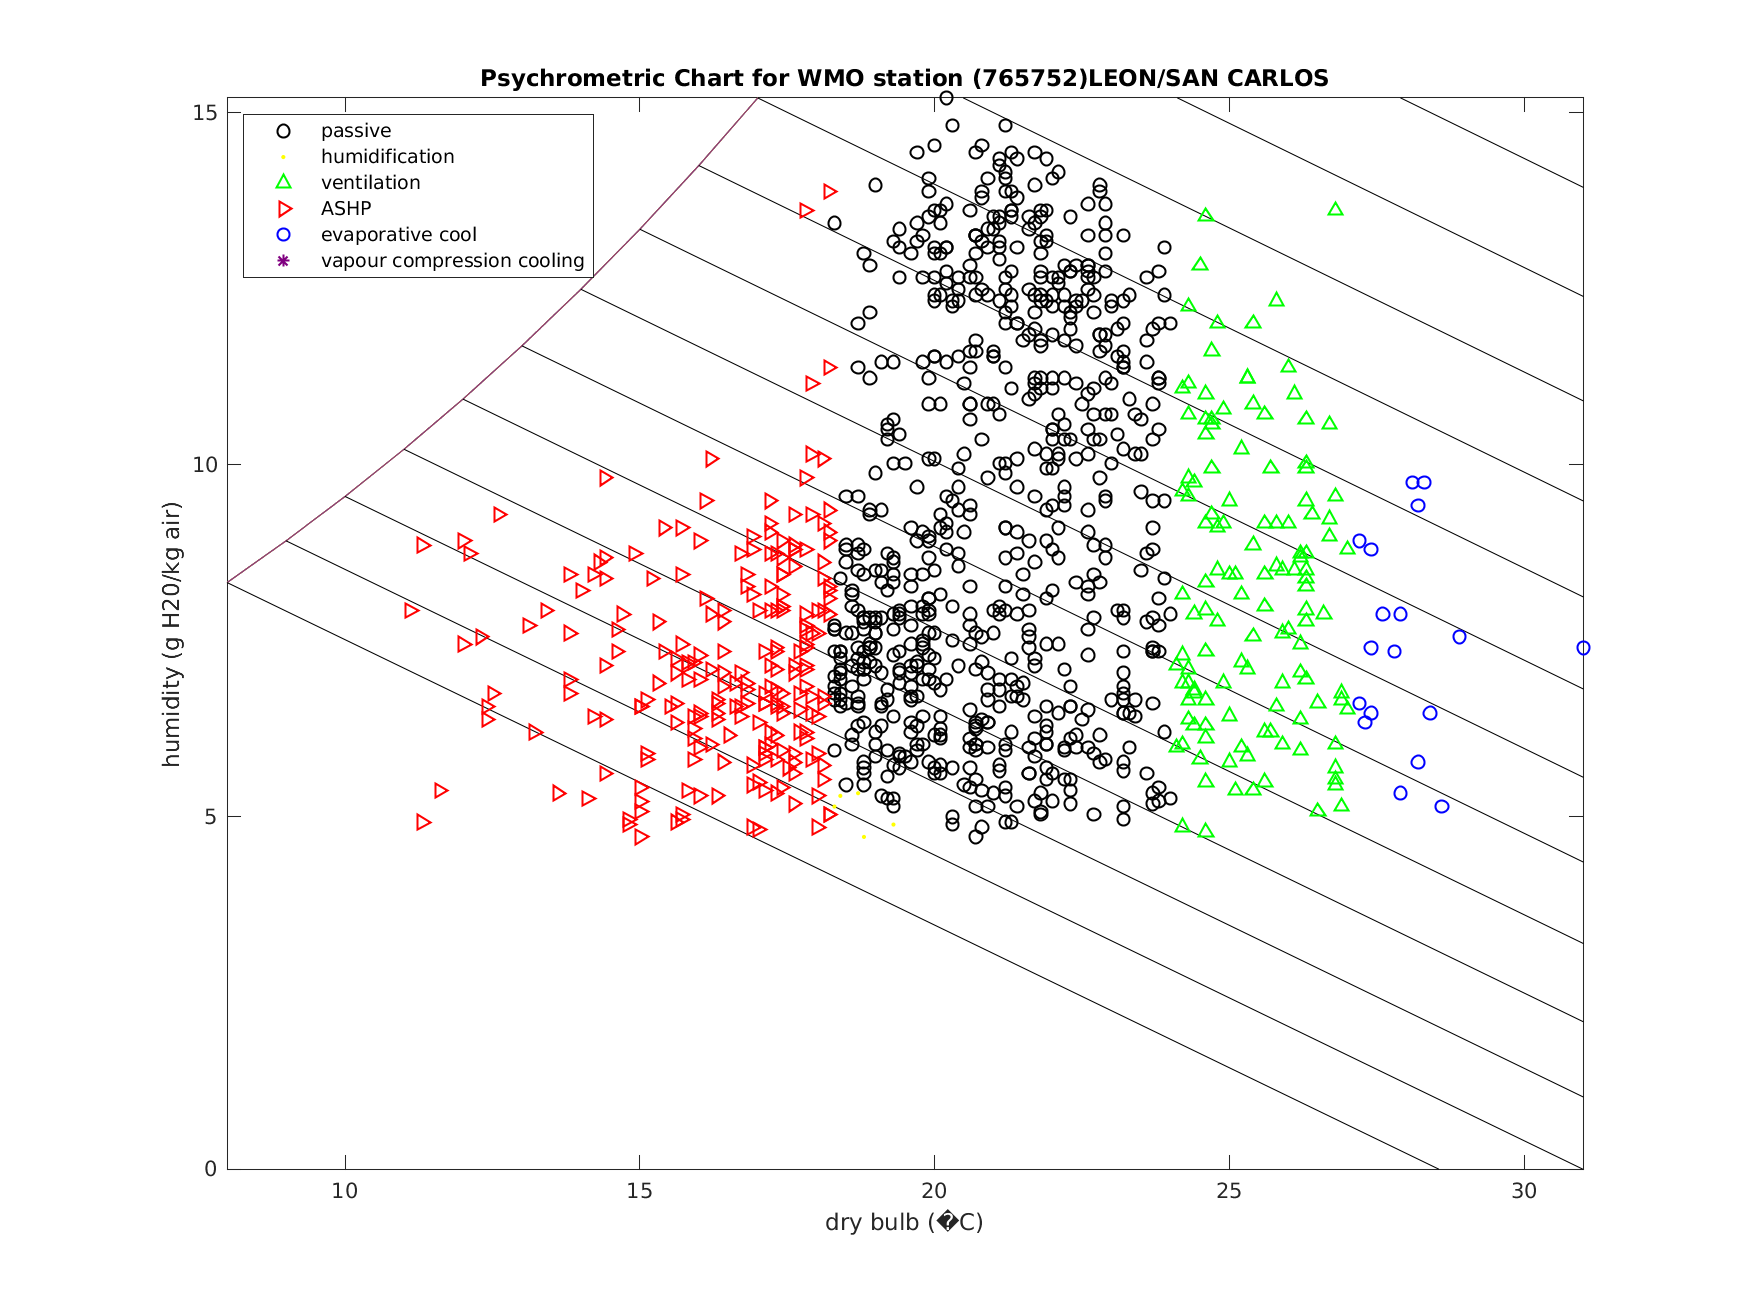 Psychrometric Chart for WMO station (765752)LEON/SAN CARLOS
passive
humidification
ventilation
ASHP
evaporative cool
vapour compression cooling
humidity (g H20/kg air)
15
10
5
0
10 15 20 25 30
dry bulb (�C)